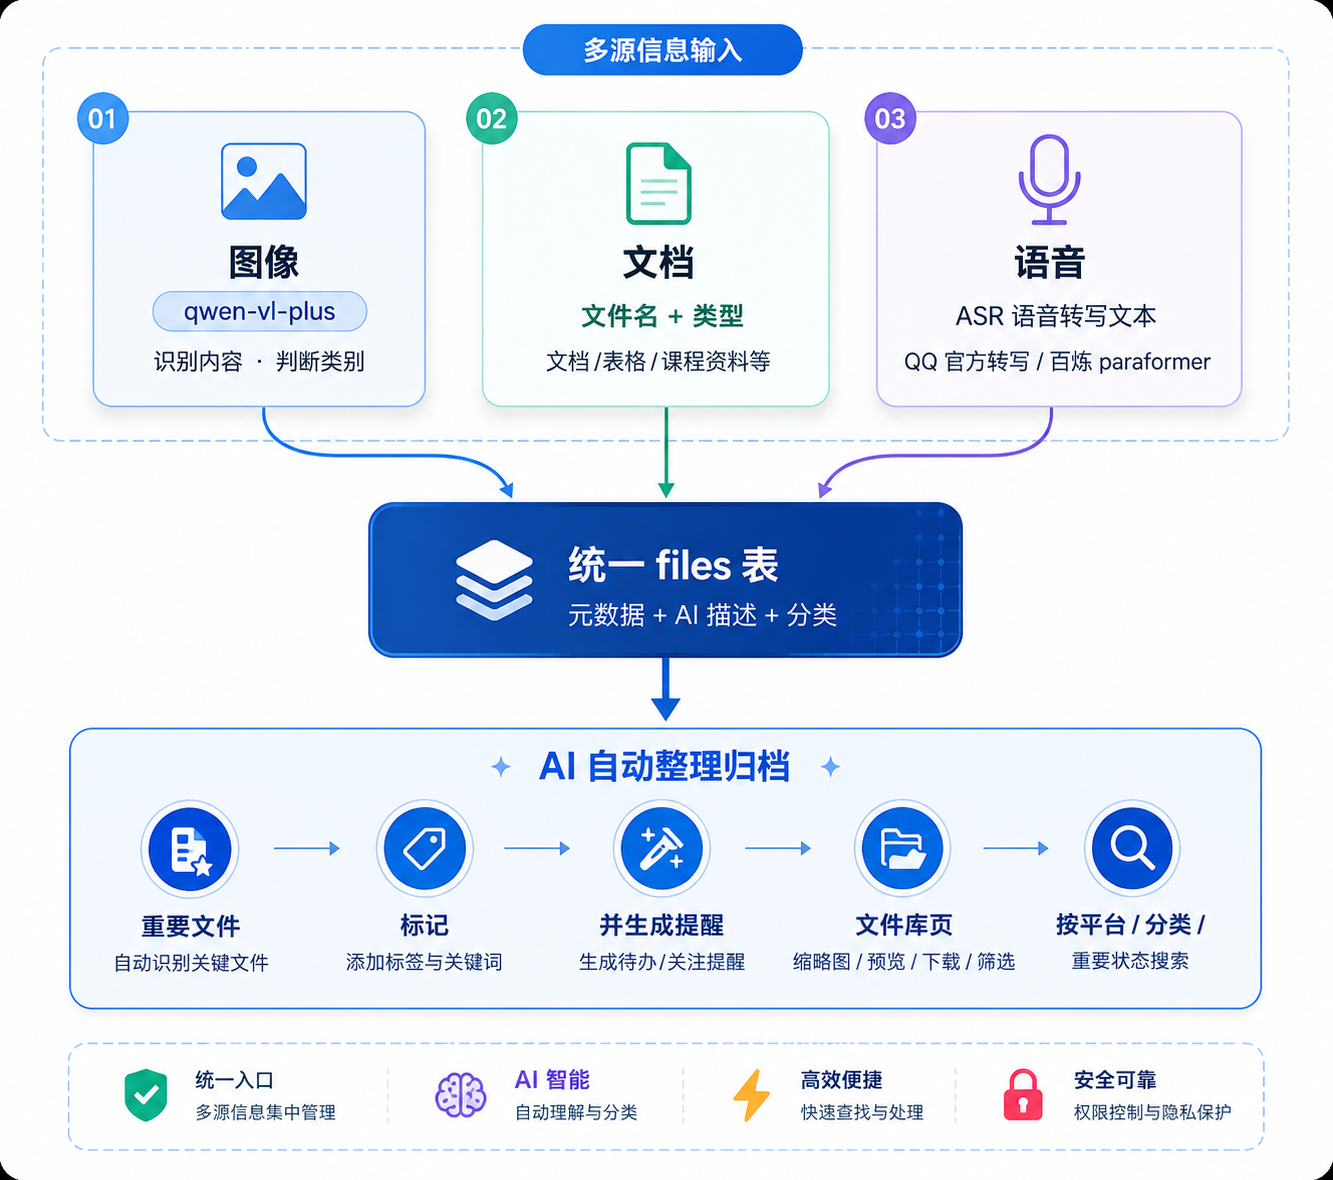 多源信息输入
01
图像
qwen-vl-plus
识别内容 · 判断类别
02
文档
文件名 + 类型
文档 / 表格 / 课程资料等
03
语音
ASR 语音转写文本
QQ 官方转写 / 百炼 paraformer
统一 files 表
元数据 + AI 描述 + 分类
AI 自动整理归档
重要文件
自动识别关键文件
标记
添加标签与关键词
并生成提醒
生成待办 / 关注提醒
文件库页
缩略图 / 预览 / 下载 / 筛选
按平台 / 分类 /
重要状态搜索
统一入口
多源信息集中管理
AI 智能
自动理解与分类
高效便捷
快速查找与处理
安全可靠
权限控制与隐私保护